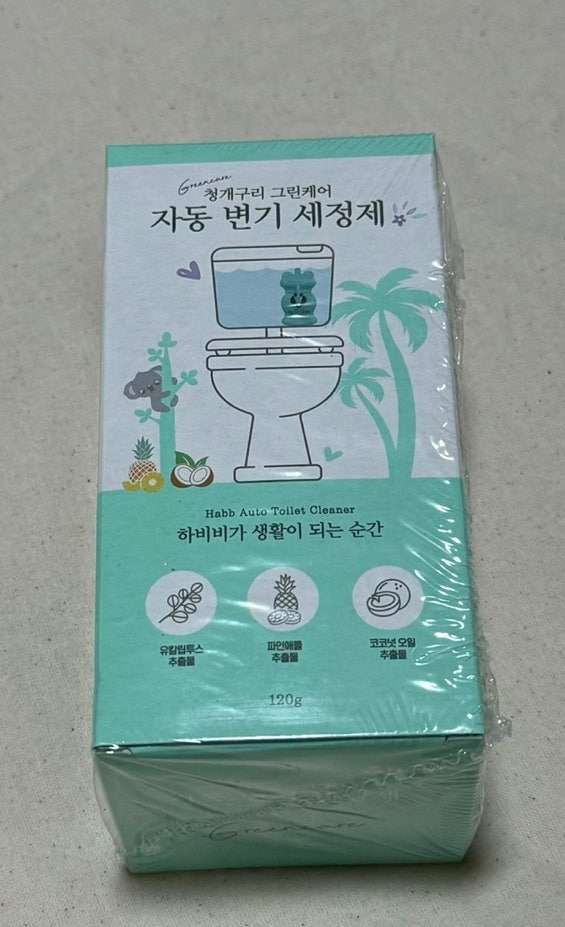 Greencare
청개구리 그린케어
자동 변기 세정제
Habb Auto Toilet Cleaner
하비비가 생활이 되는 순간
유칼립투스
추출물
파인애플
추출물
코코넛 오일
추출물
120g
Greencare